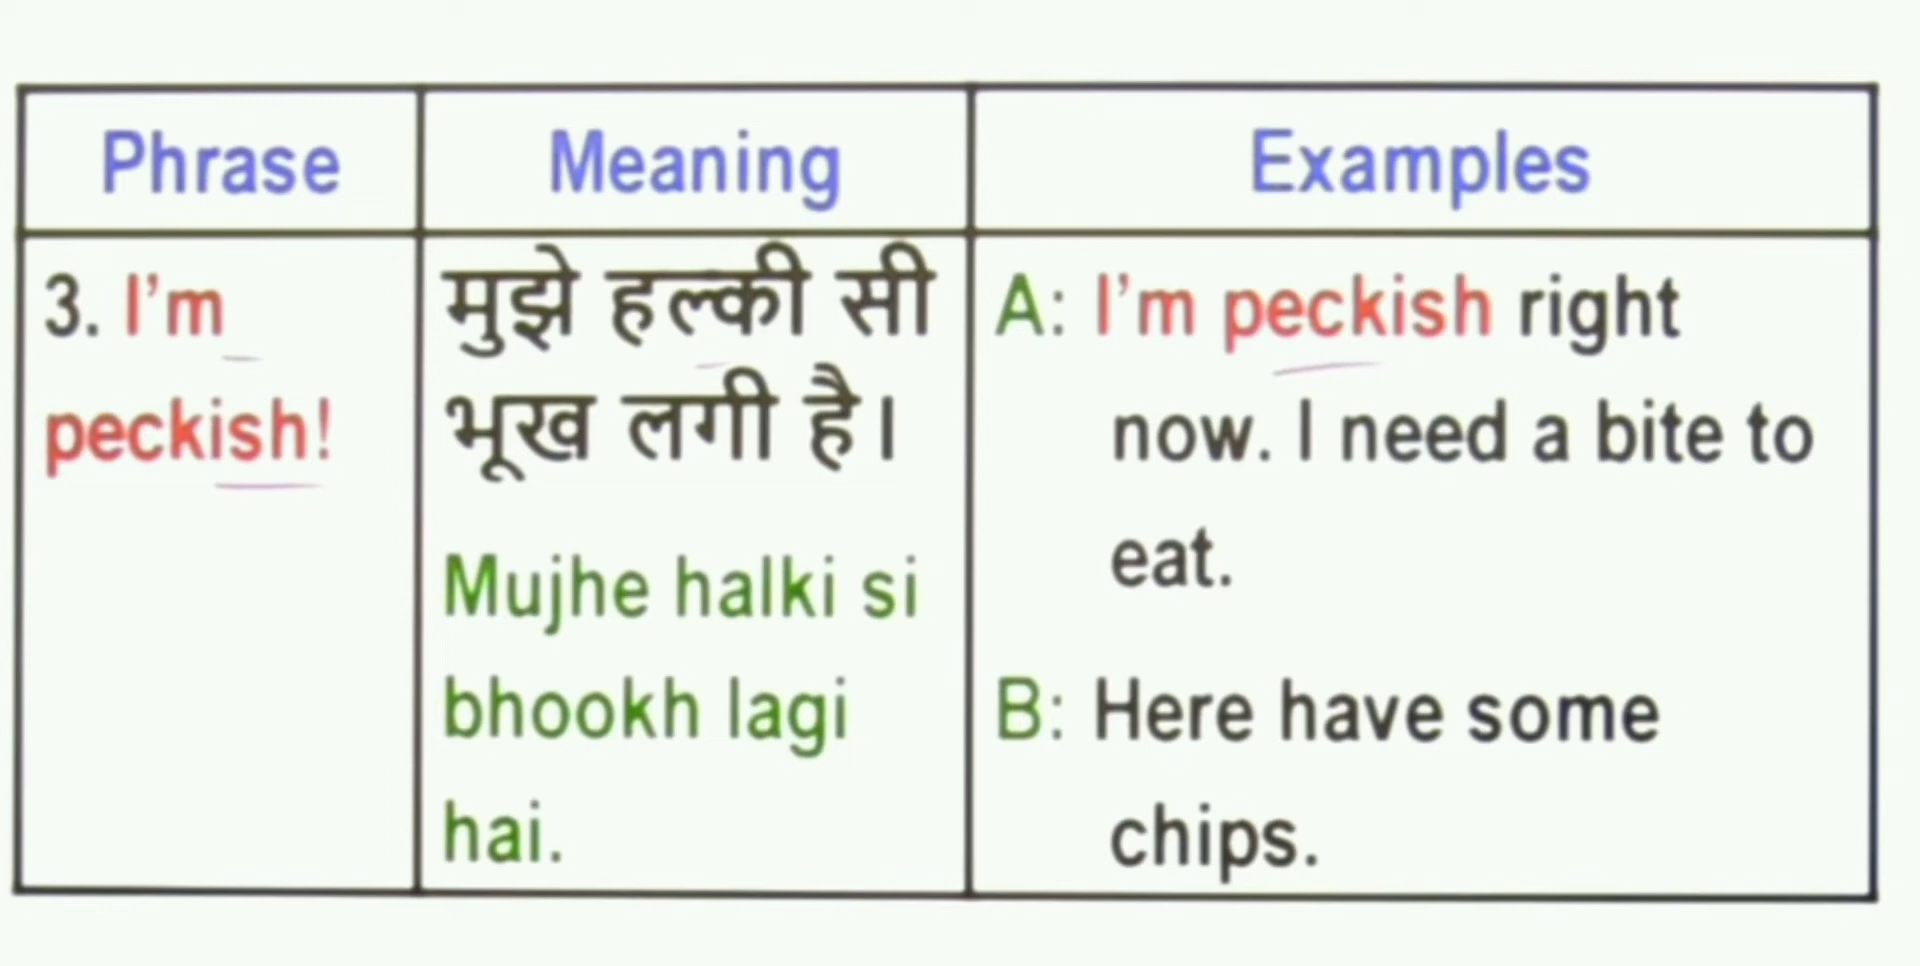 Phrase
Meaning
Examples
3. I'm
peckish!
मुझे हल्की सी
भूख लगी है।
Mujhe halki si
bhookh lagi
hai.
A: I'm peckish right
now. I need a bite to
eat.
B: Here have some
chips.